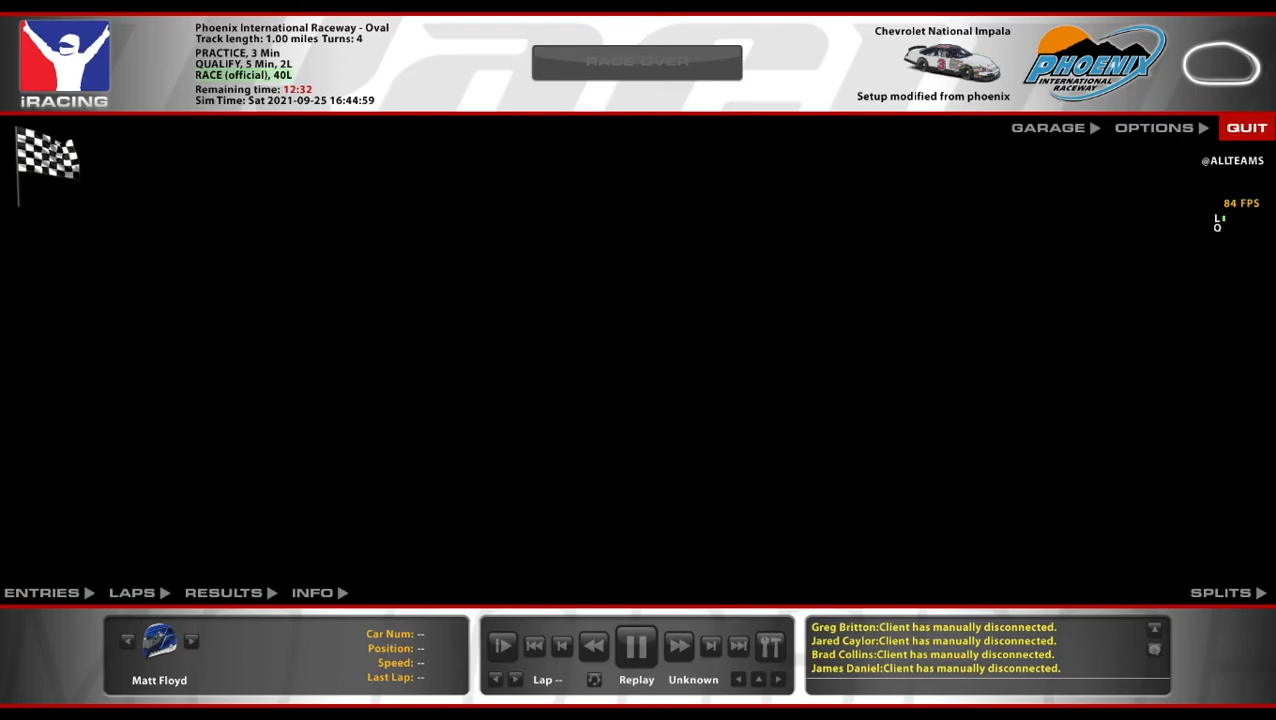 iRACING
Phoenix International Raceway - Oval
Track length: 1.00 miles Turns: 4
PRACTICE, 3 Min
QUALIFY, 5 Min, 2L
RACE (official), 40L
Remaining time: 12:32
Sim Time: Sat 2021-09-25 16:44:59
RACE OVER
Chevrolet National Impala
3
Setup modified from phoenix
PHOENIX
INTERNATIONAL
RACEWAY
GARAGE
OPTIONS
QUIT
@ALLTEAMS
84 FPS
L
Q
ENTRIES
LAPS
RESULTS
INFO
SPLITS
Matt Floyd
Car Num: --
Position: --
Speed: --
Last Lap: --
Lap --
Replay
Unknown
Greg Britton:Client has manually disconnected.
Jared Caylor:Client has manually disconnected.
Brad Collins:Client has manually disconnected.
James Daniel:Client has manually disconnected.